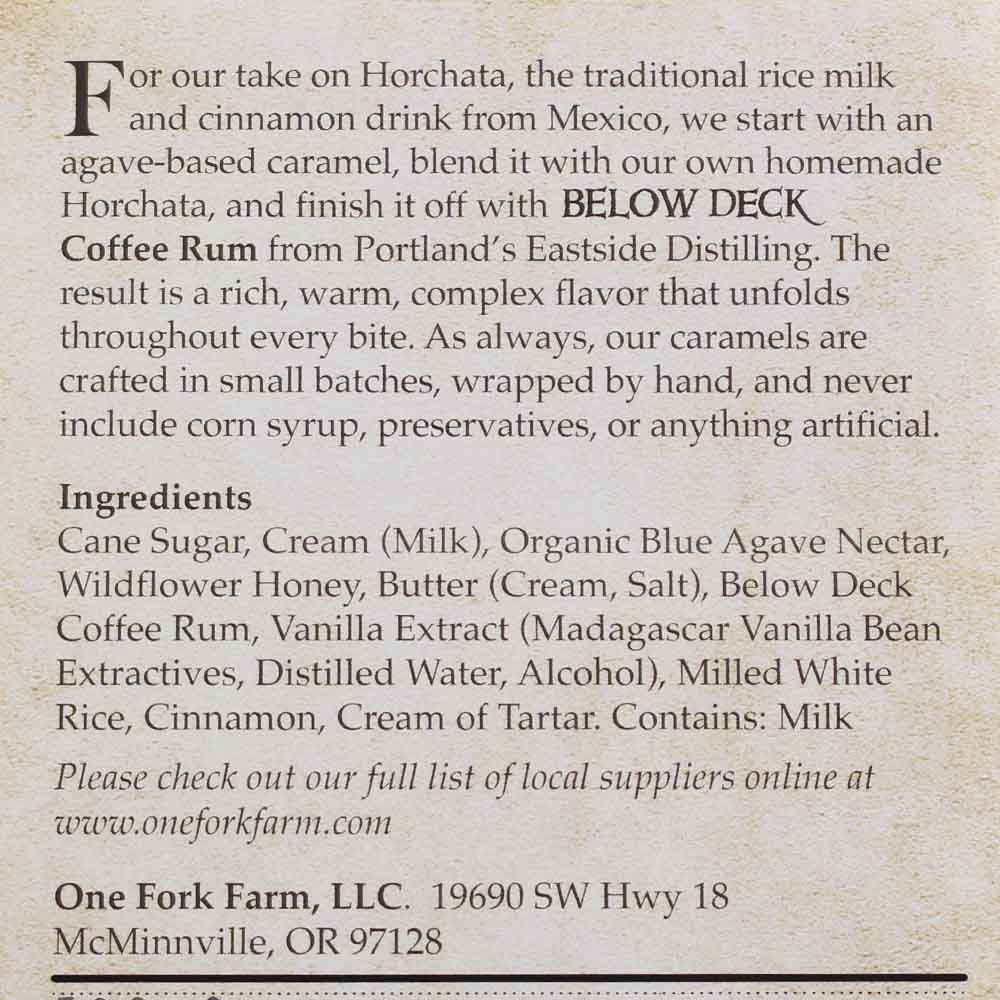 For our take on Horchata, the traditional rice milk
and cinnamon drink from Mexico, we start with an
agave-based caramel, blend it with our own homemade
Horchata, and finish it off with BELOW DECK
Coffee Rum from Portland's Eastside Distilling. The
result is a rich, warm, complex flavor that unfolds
throughout every bite. As always, our caramels are
crafted in small batches, wrapped by hand, and never
include corn syrup, preservatives, or anything artificial.
Ingredients
Cane Sugar, Cream (Milk), Organic Blue Agave Nectar,
Wildflower Honey, Butter (Cream, Salt), Below Deck
Coffee Rum, Vanilla Extract (Madagascar Vanilla Bean
Extractives, Distilled Water, Alcohol), Milled White
Rice, Cinnamon, Cream of Tartar. Contains: Milk
Please check out our full list of local suppliers online at
www.oneforkfarm.com
One Fork Farm, LLC. 19690 SW Hwy 18
McMinnville, OR 97128